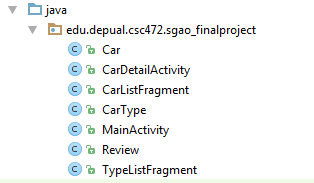 java
edu.depual.csc472.sgao_finalproject
Car
CarDetailActivity
CarListFragment
CarType
MainActivity
Review
TypeListFragment